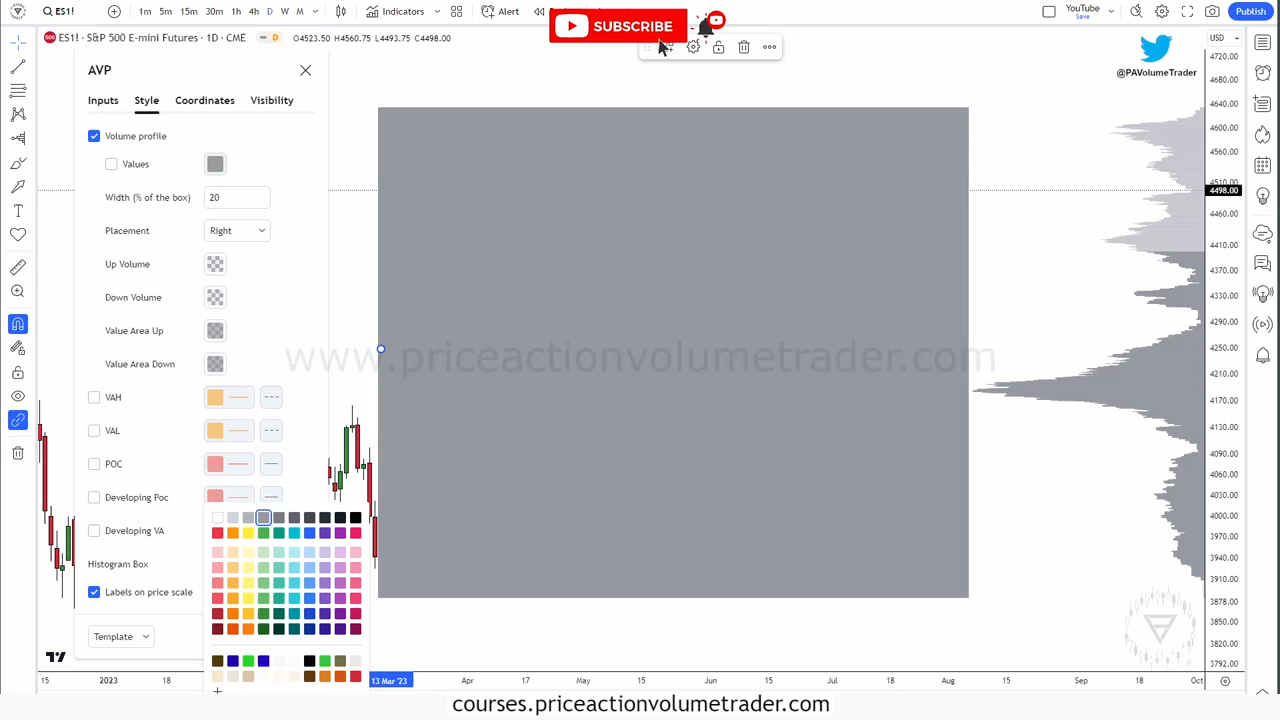 ES1!
1m 5m 15m 30m 1h 4h D W M
Indicators
Alert
SUBSCRIBE
YouTube
Save
Publish
ES1! · S&P 500 E-mini Futures · 1D · CME
D
O4523.50 H4560.75 L4493.75 C4498.00
USD
@PAVolumeTrader
AVP
Inputs Style Coordinates Visibility
Volume profile
Values
Width (% of the box) 20
Placement Right
Up Volume
Down Volume
Value Area Up
Value Area Down
VAH
VAL
POC
Developing Poc
Developing VA
Histogram Box
Labels on price scale
Template
www.priceactionvolumetrader.com
4720.00
4680.00
4640.00
4600.00
4560.00
4498.00
4460.00
4410.00
4370.00
4330.00
4290.00
4250.00
4210.00
4170.00
4130.00
4090.00
4050.00
4030.00
4003.00
3970.00
3940.00
3910.00
3878.00
3850.00
3822.00
3792.00
15 2023 18 13 Mar '23 Apr 17 May 15 Jun 15 Jul 18 Aug 15 Sep 18 Oct
courses.priceactionvolumetrader.com